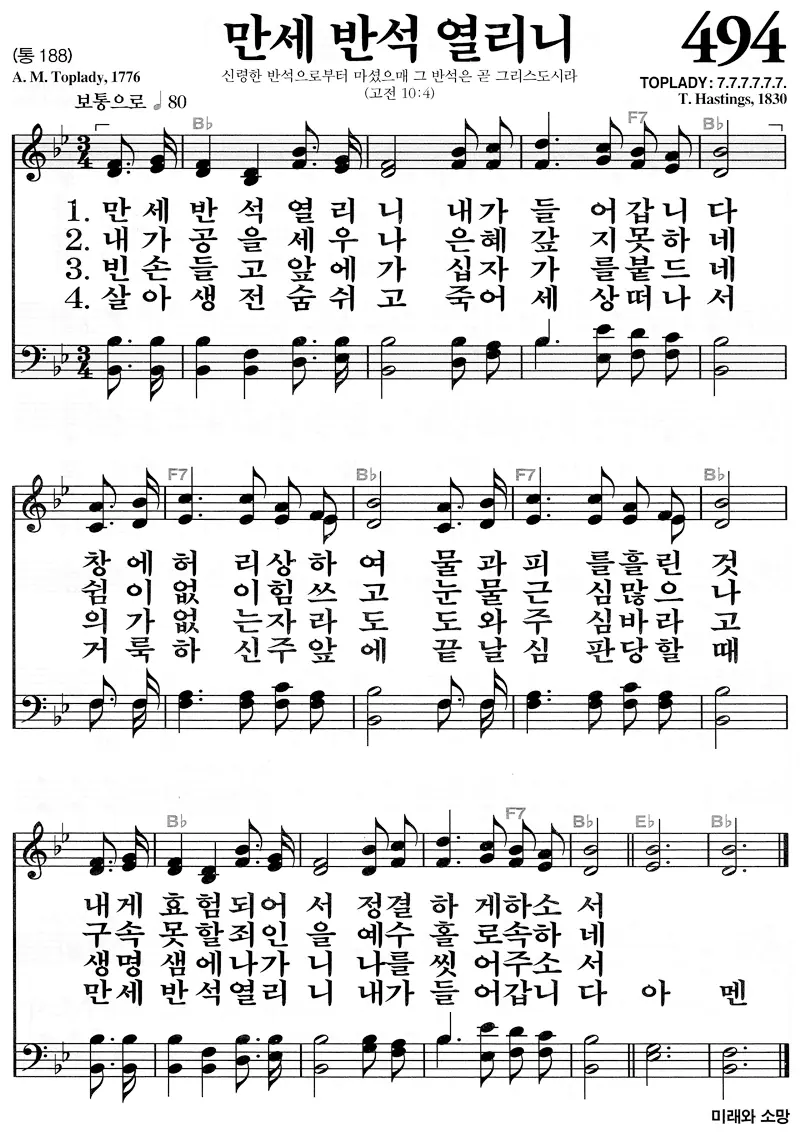 (통 188)
만세 반석 열리니
494
A. M. Toplady, 1776
신령한 반석으로부터 마셨으매 그 반석은 곧 그리스도시라
(고전 10:4)
TOPLADY: 7.7.7.7.7.7.
T. Hastings, 1830
보통으로 ♩80
B♭ F7 B♭
3/4
1. 만 세 반 석 열 리 니 내 가 들 어 갑 니 다
2. 내 가 공 을 세 우 나 은 혜 갚 지 못 하 네
3. 빈 손 들 고 앞 에 가 십 자 가 를 붙 드 네
4. 살 아 생 전 숨 쉬 고 죽 어 세 상 떠 나 서
3/4
F7 B♭ F7 B♭
창 에 허 리 상 하 여 물 과 피 를 흘 린 것
쉼 이 없 이 힘 쓰 고 눈 물 근 심 많 으 나
의 가 없 는 자 라 도 도 와 주 심 바 라 고
거 룩 하 신 주 앞 에 끝 날 심 판 당 할 때
B♭ F7 B♭ E♭ B♭
내 게 효 험 되 어 서 정 결 하 게 하 소 서
구 속 못 할 죄 인 을 예 수 홀 로 속 하 네
생 명 샘 에 나 가 니 나 를 씻 어 주 소 서
만 세 반 석 열 리 니 내 가 들 어 갑 니 다 아 멘
미래와 소망